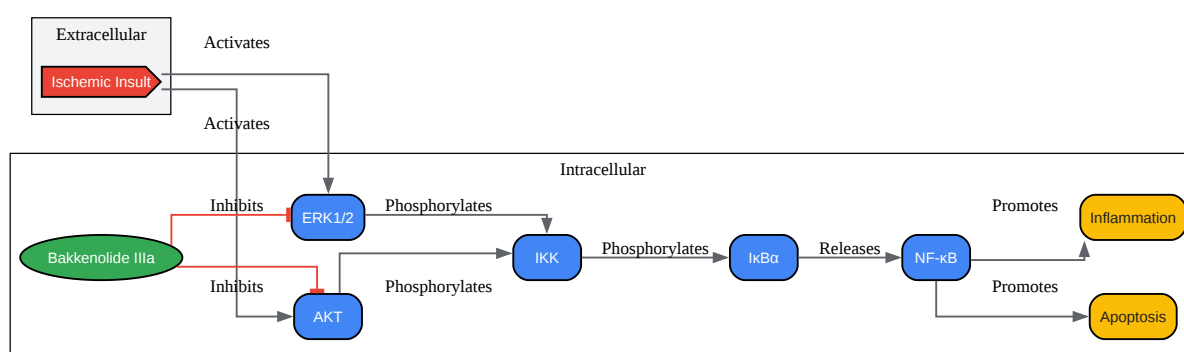 Extracellular
Activates
Ischemic Insult
Activates
Intracellular
Inhibits
ERK1/2
Phosphorylates
Promotes
Inflammation
Bakkenolide IIIa
IKK
Phosphorylates
IκBα
Releases
NF-κB
Inhibits
Phosphorylates
Promotes
AKT
Apoptosis